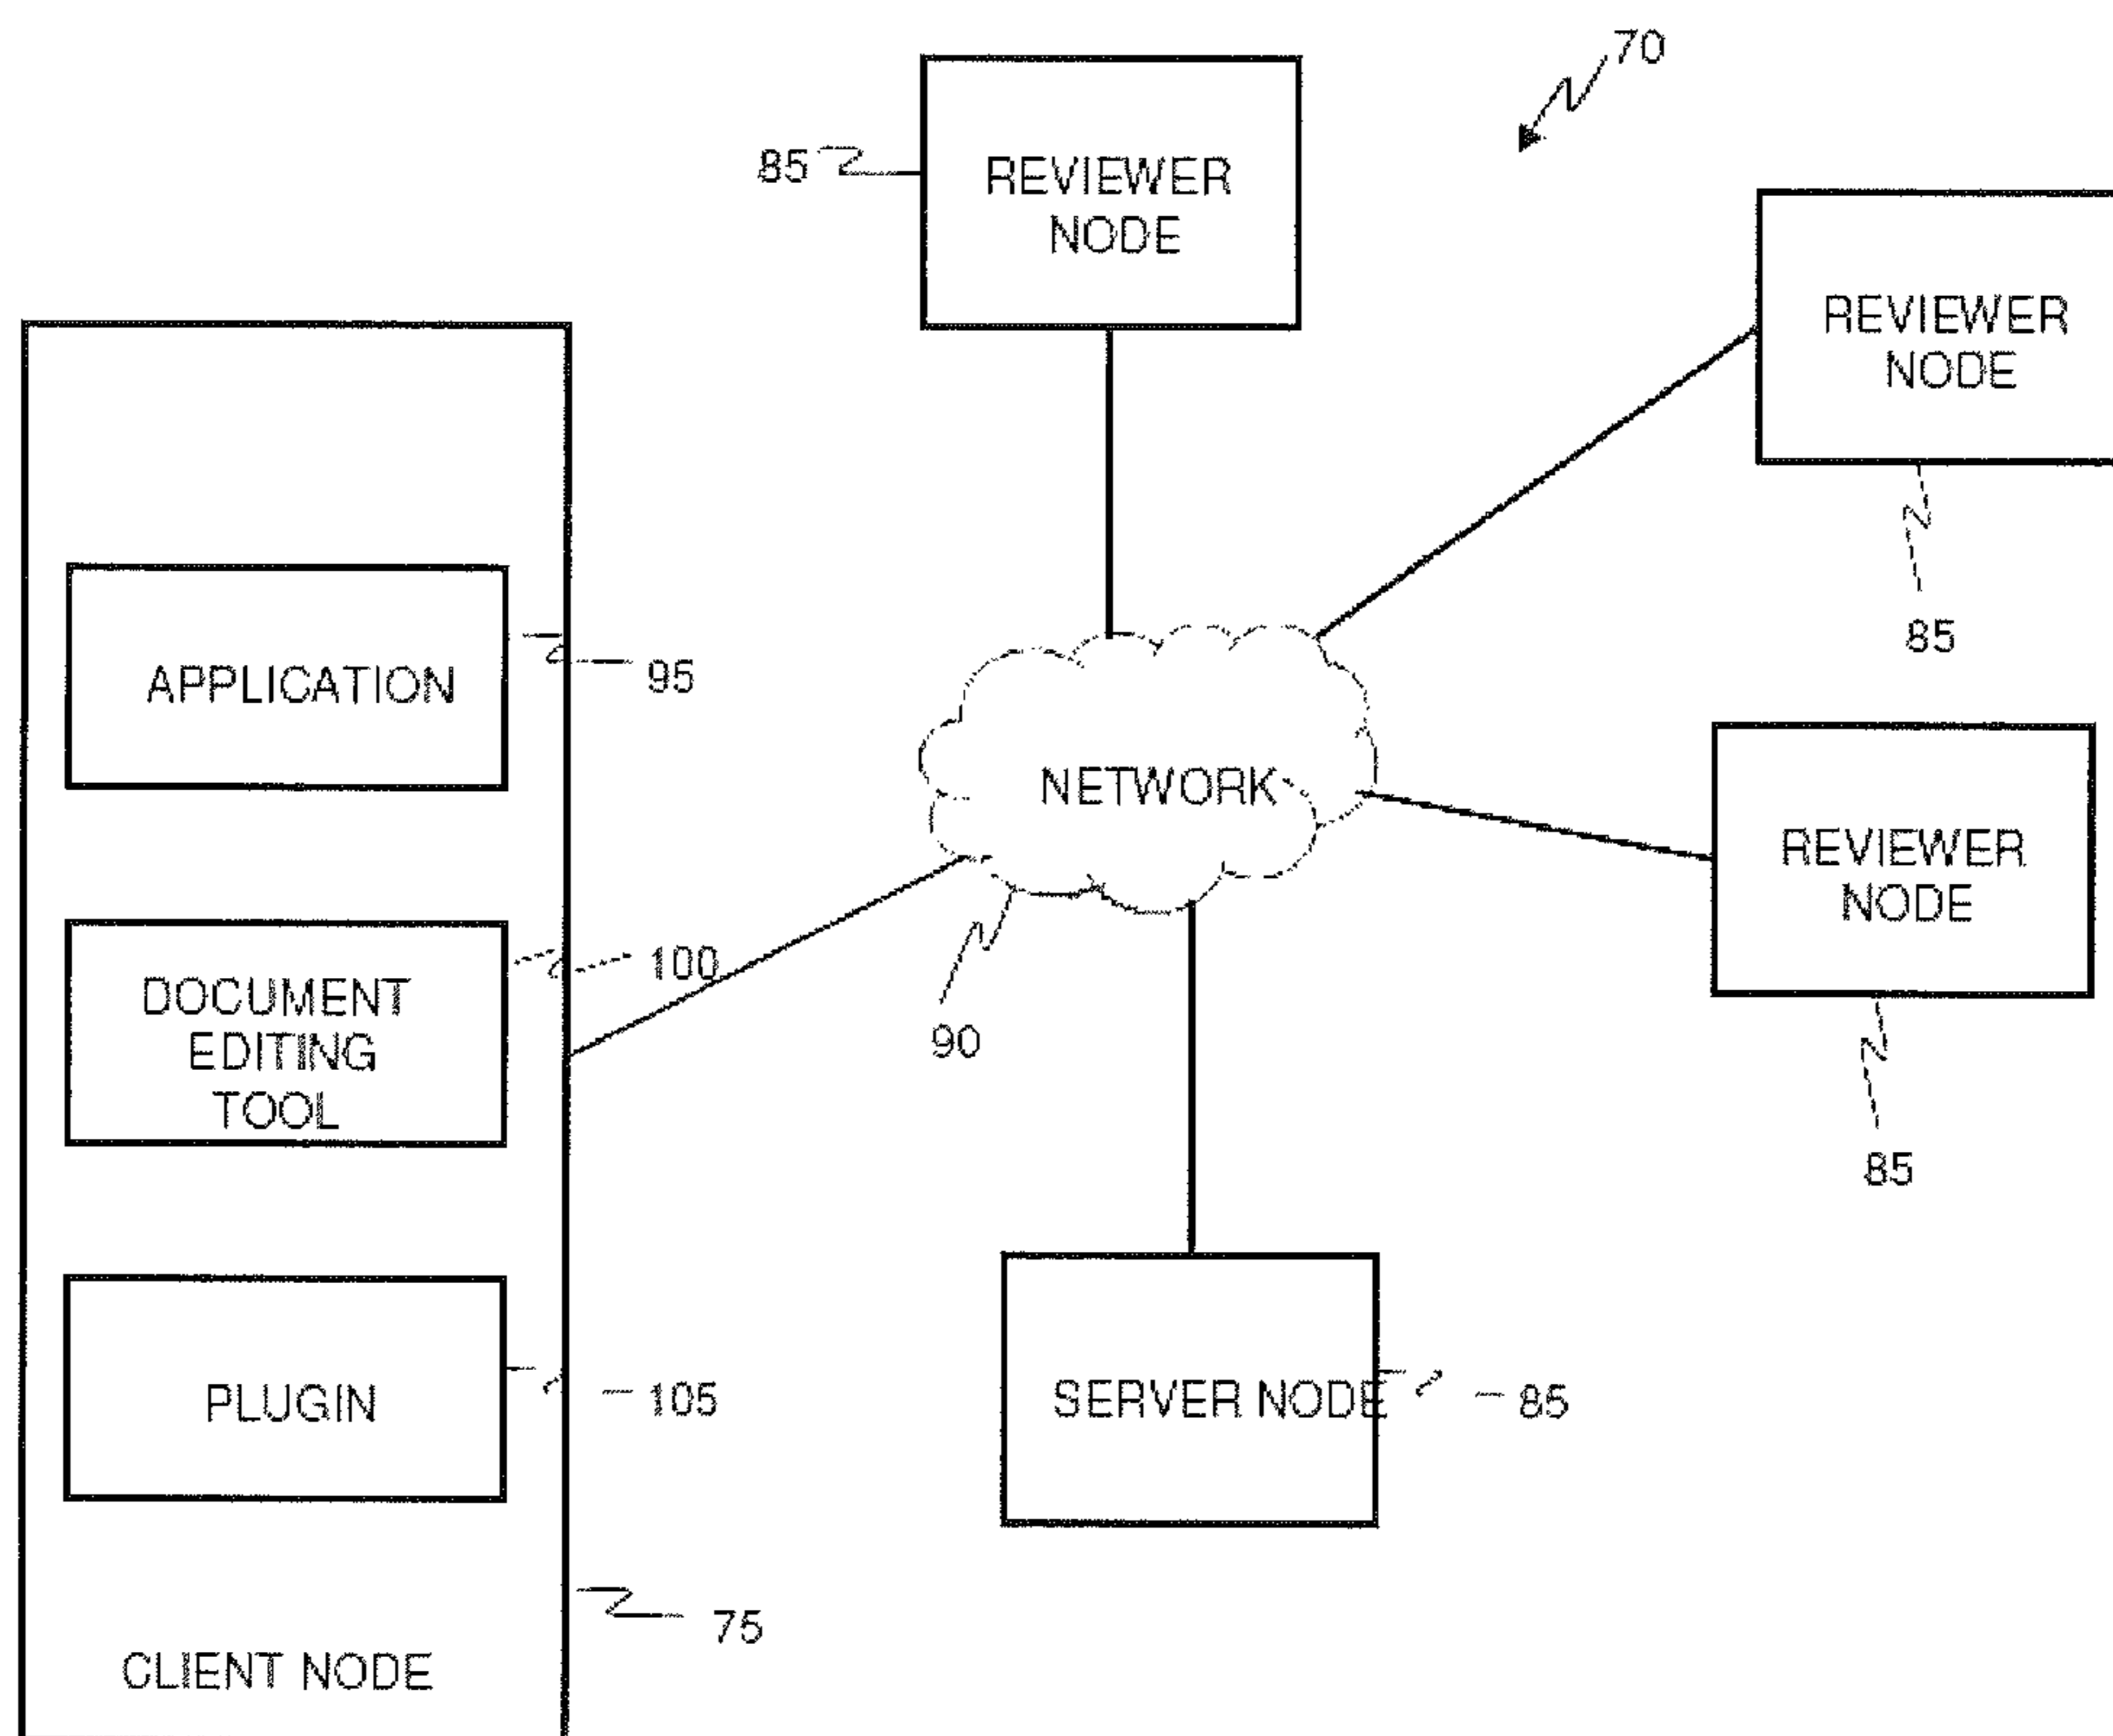 70
85
REVIEWER
NODE
REVIEWER
NODE
85
APPLICATION
95
NETWORK
REVIEWER
NODE
85
DOCUMENT
EDITING
TOOL
100
90
PLUGIN
105
SERVER NODE
85
75
CLIENT NODE